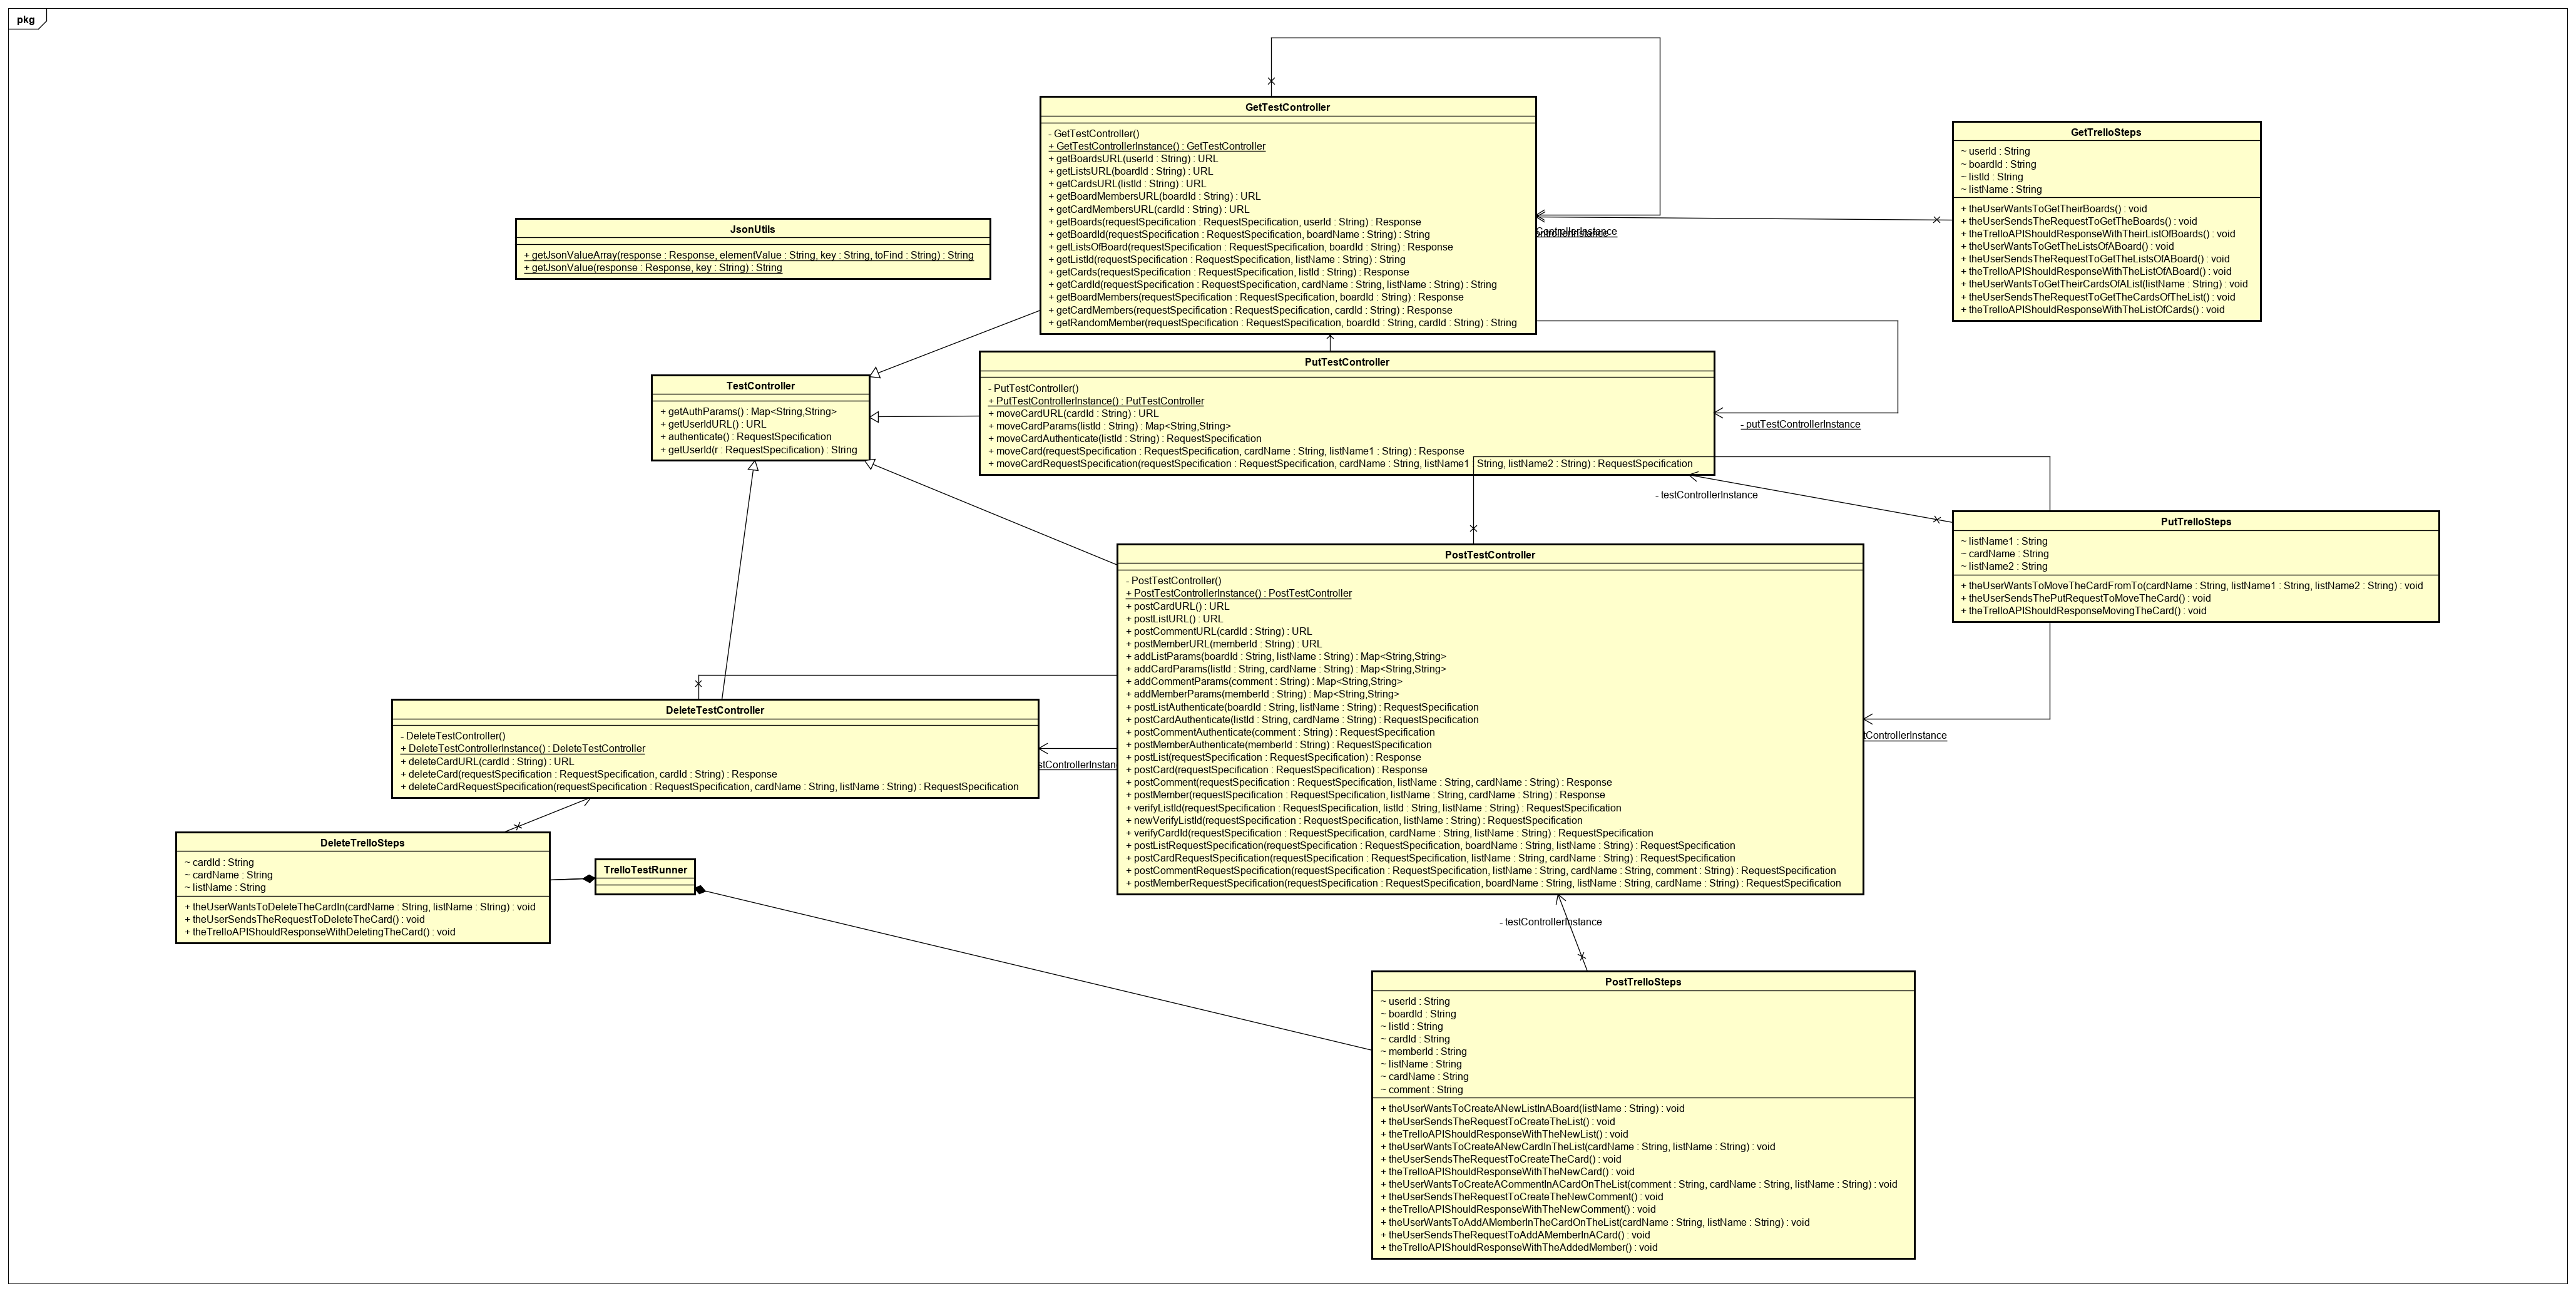 pkg
GetTestController
- GetTestController()
+ GetTestControllerInstance() : GetTestController
+ getBoardsURL(userId : String) : URL
+ getListsURL(boardId : String) : URL
+ getCardsURL(listId : String) : URL
+ getBoardMembersURL(boardId : String) : URL
+ getCardMembersURL(cardId : String) : URL
+ getBoards(requestSpecification : RequestSpecification, userId : String) : Response
+ getBoardId(requestSpecification : RequestSpecification, boardName : String) : String
+ getListsOfBoard(requestSpecification : RequestSpecification, boardId : String) : Response
+ getListId(requestSpecification : RequestSpecification, listName : String) : String
+ getCards(requestSpecification : RequestSpecification, listId : String) : Response
+ getCardId(requestSpecification : RequestSpecification, cardName : String, listName : String) : String
+ getBoardMembers(requestSpecification : RequestSpecification, boardId : String) : Response
+ getCardMembers(requestSpecification : RequestSpecification, cardId : String) : Response
+ getRandomMember(requestSpecification : RequestSpecification, boardId : String, cardId : String) : String
ControllerInstance
GetTrelloSteps
~ userId : String
~ boardId : String
~ listId : String
~ listName : String
+ theUserWantsToGetTheirBoards() : void
+ theUserSendsTheRequestToGetTheBoards() : void
+ theTrelloAPIShouldResponseWithTheirListOfBoards() : void
+ theUserWantsToGetTheListsOfABoard() : void
+ theUserSendsTheRequestToGetTheListsOfABoard() : void
+ theTrelloAPIShouldResponseWithTheListOfABoard() : void
+ theUserWantsToGetTheirCardsOfAList(listName : String) : void
+ theUserSendsTheRequestToGetTheCardsOfTheList() : void
+ theTrelloAPIShouldResponseWithTheListOfCards() : void
JsonUtils
+ getJsonValueArray(response : Response, elementValue : String, key : String, toFind : String) : String
+ getJsonValue(response : Response, key : String) : String
TestController
+ getAuthParams() : Map<String,String>
+ getUserIdURL() : URL
+ authenticate() : RequestSpecification
+ getUserId(r : RequestSpecification) : String
PutTestController
- PutTestController()
+ PutTestControllerInstance() : PutTestController
+ moveCardURL(cardId : String) : URL
+ moveCardParams(listId : String) : Map<String,String>
+ moveCardAuthenticate(listId : String) : RequestSpecification
+ moveCard(requestSpecification : RequestSpecification, cardName : String, listName1 : String) : Response
+ moveCardRequestSpecification(requestSpecification : RequestSpecification, cardName : String, listName1 : String, listName2 : String) : RequestSpecification
- putTestControllerInstance
- testControllerInstance
PutTrelloSteps
~ listName1 : String
~ cardName : String
~ listName2 : String
+ theUserWantsToMoveTheCardFromTo(cardName : String, listName1 : String, listName2 : String) : void
+ theUserSendsThePutRequestToMoveTheCard() : void
+ theTrelloAPIShouldResponseMovingTheCard() : void
PostTestController
- PostTestController()
+ PostTestControllerInstance() : PostTestController
+ postCardURL() : URL
+ postListURL() : URL
+ postCommentURL(cardId : String) : URL
+ postMemberURL(memberId : String) : URL
+ addListParams(boardId : String, listName : String) : Map<String,String>
+ addCardParams(listId : String, cardName : String) : Map<String,String>
+ addCommentParams(comment : String) : Map<String,String>
+ addMemberParams(memberId : String) : Map<String,String>
+ postListAuthenticate(boardId : String, listName : String) : RequestSpecification
+ postCardAuthenticate(listId : String, cardName : String) : RequestSpecification
+ postCommentAuthenticate(comment : String) : RequestSpecification
+ postMemberAuthenticate(memberId : String) : RequestSpecification
+ postList(requestSpecification : RequestSpecification) : Response
+ postCard(requestSpecification : RequestSpecification) : Response
+ postComment(requestSpecification : RequestSpecification, listName : String, cardName : String) : Response
+ postMember(requestSpecification : RequestSpecification, listName : String, cardName : String) : Response
+ verifyListId(requestSpecification : RequestSpecification, listId : String, listName : String) : RequestSpecification
+ newVerifyListId(requestSpecification : RequestSpecification, listName : String) : RequestSpecification
+ verifyCardId(requestSpecification : RequestSpecification, cardName : String, listName : String) : RequestSpecification
+ postListRequestSpecification(requestSpecification : RequestSpecification, boardName : String, listName : String) : RequestSpecification
+ postCardRequestSpecification(requestSpecification : RequestSpecification, listName : String, cardName : String) : RequestSpecification
+ postCommentRequestSpecification(requestSpecification : RequestSpecification, listName : String, cardName : String, comment : String) : RequestSpecification
+ postMemberRequestSpecification(requestSpecification : RequestSpecification, boardName : String, listName : String, cardName : String) : RequestSpecification
tControllerInstance
DeleteTestController
- DeleteTestController()
+ DeleteTestControllerInstance() : DeleteTestController
+ deleteCardURL(cardId : String) : URL
+ deleteCard(requestSpecification : RequestSpecification, cardId : String) : Response
+ deleteCardRequestSpecification(requestSpecification : RequestSpecification, cardName : String, listName : String) : RequestSpecification
stControllerInstanc
DeleteTrelloSteps
~ cardId : String
~ cardName : String
~ listName : String
+ theUserWantsToDeleteTheCardIn(cardName : String, listName : String) : void
+ theUserSendsTheRequestToDeleteTheCard() : void
+ theTrelloAPIShouldResponseWithDeletingTheCard() : void
TrelloTestRunner
- testControllerInstance
PostTrelloSteps
~ userId : String
~ boardId : String
~ listId : String
~ cardId : String
~ memberId : String
~ listName : String
~ cardName : String
~ comment : String
+ theUserWantsToCreateANewListInABoard(listName : String) : void
+ theUserSendsTheRequestToCreateTheList() : void
+ theTrelloAPIShouldResponseWithTheNewList() : void
+ theUserWantsToCreateANewCardInTheList(cardName : String, listName : String) : void
+ theUserSendsTheRequestToCreateTheCard() : void
+ theTrelloAPIShouldResponseWithTheNewCard() : void
+ theUserWantsToCreateACommentInACardOnTheList(comment : String, cardName : String, listName : String) : void
+ theUserSendsTheRequestToCreateTheNewComment() : void
+ theTrelloAPIShouldResponseWithTheNewComment() : void
+ theUserWantsToAddAMemberInTheCardOnTheList(cardName : String, listName : String) : void
+ theUserSendsTheRequestToAddAMemberInACard() : void
+ theTrelloAPIShouldResponseWithTheAddedMember() : void